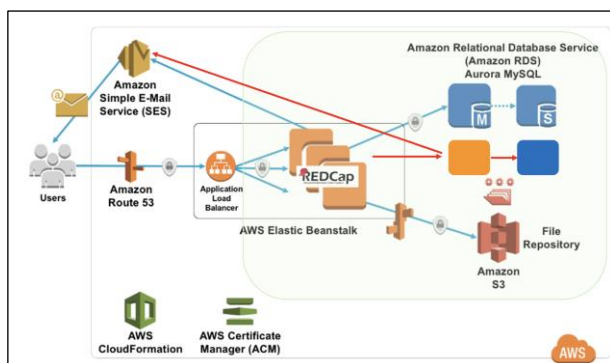 Amazon Relational Database Service
(Amazon RDS)
Aurora MySQL
Amazon
Simple E-Mail
Service (SES)
@
M
S
Users
Amazon
Route 53
Application
Load
Balancer
REDCap
AWS Elastic Beanstalk
File
Repository
Amazon
S3
AWS
CloudFormation
AWS Certificate
Manager (ACM)
AWS